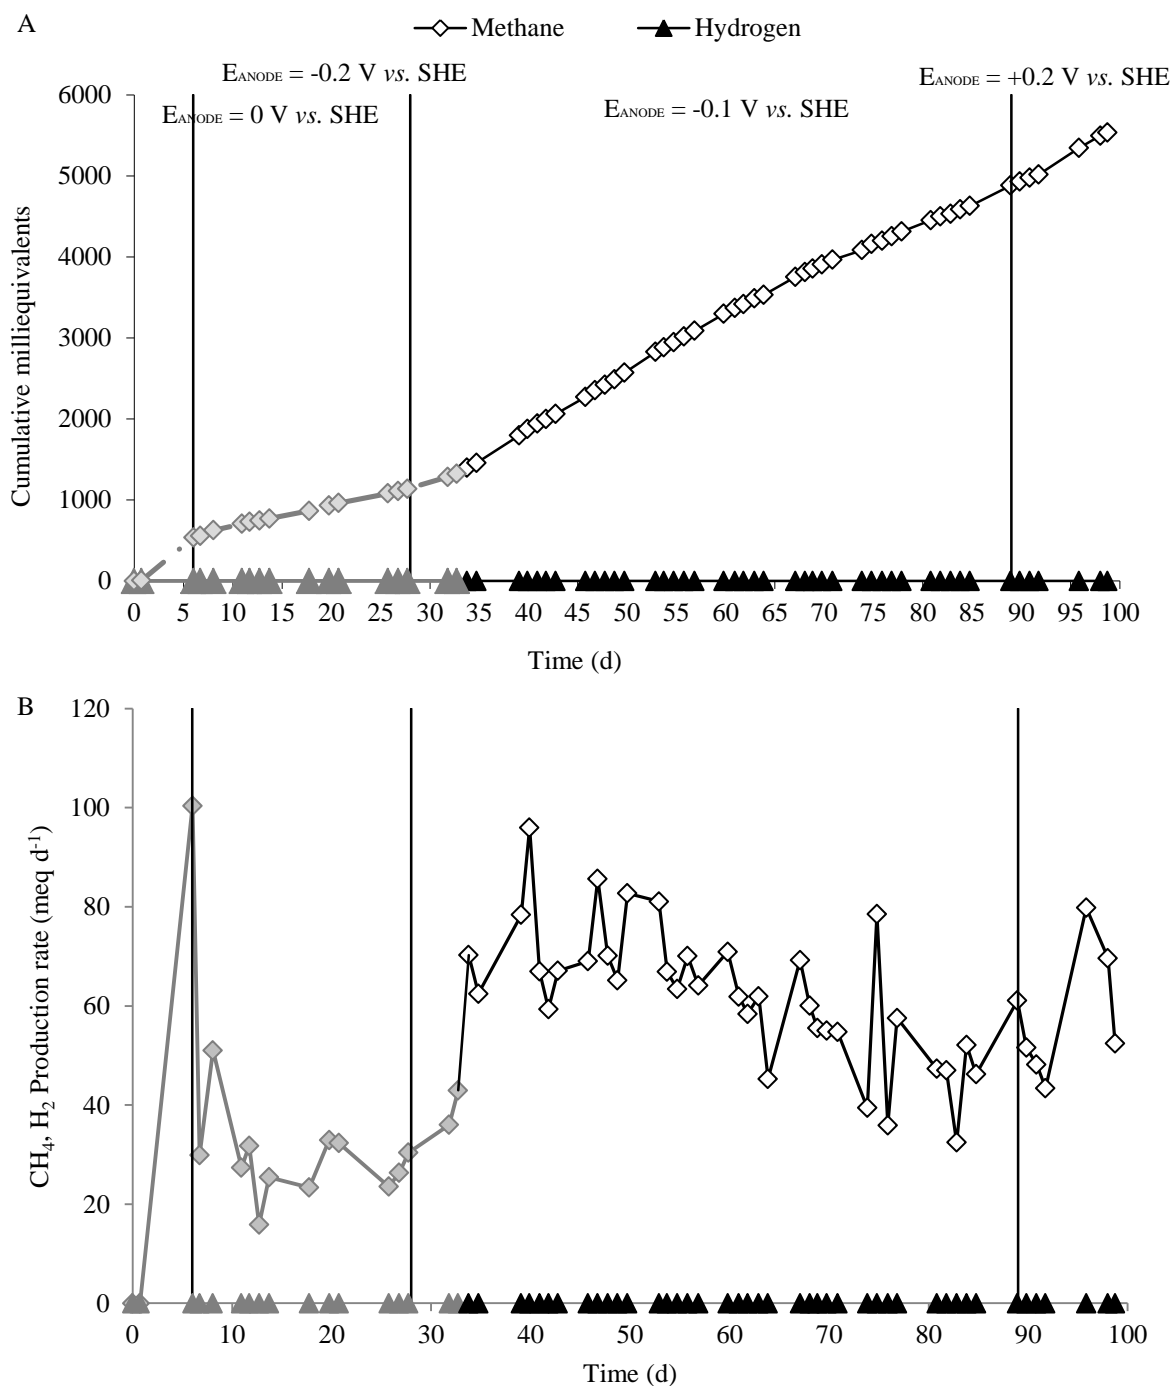 A
Methane Hydrogen
EANODE = -0.2 V vs. SHE
EANODE = +0.2 V vs. SHE
EANODE = 0 V vs. SHE
EANODE = -0.1 V vs. SHE
Cumulative milliequivalents
6000
5000
4000
3000
2000
1000
0
0 5 10 15 20 25 30 35 40 45 50 55 60 65 70 75 80 85 90 95 100
Time (d)
B
CH4, H2 Production rate (meq d-1)
120
100
80
60
40
20
0
0 10 20 30 40 50 60 70 80 90 100
Time (d)